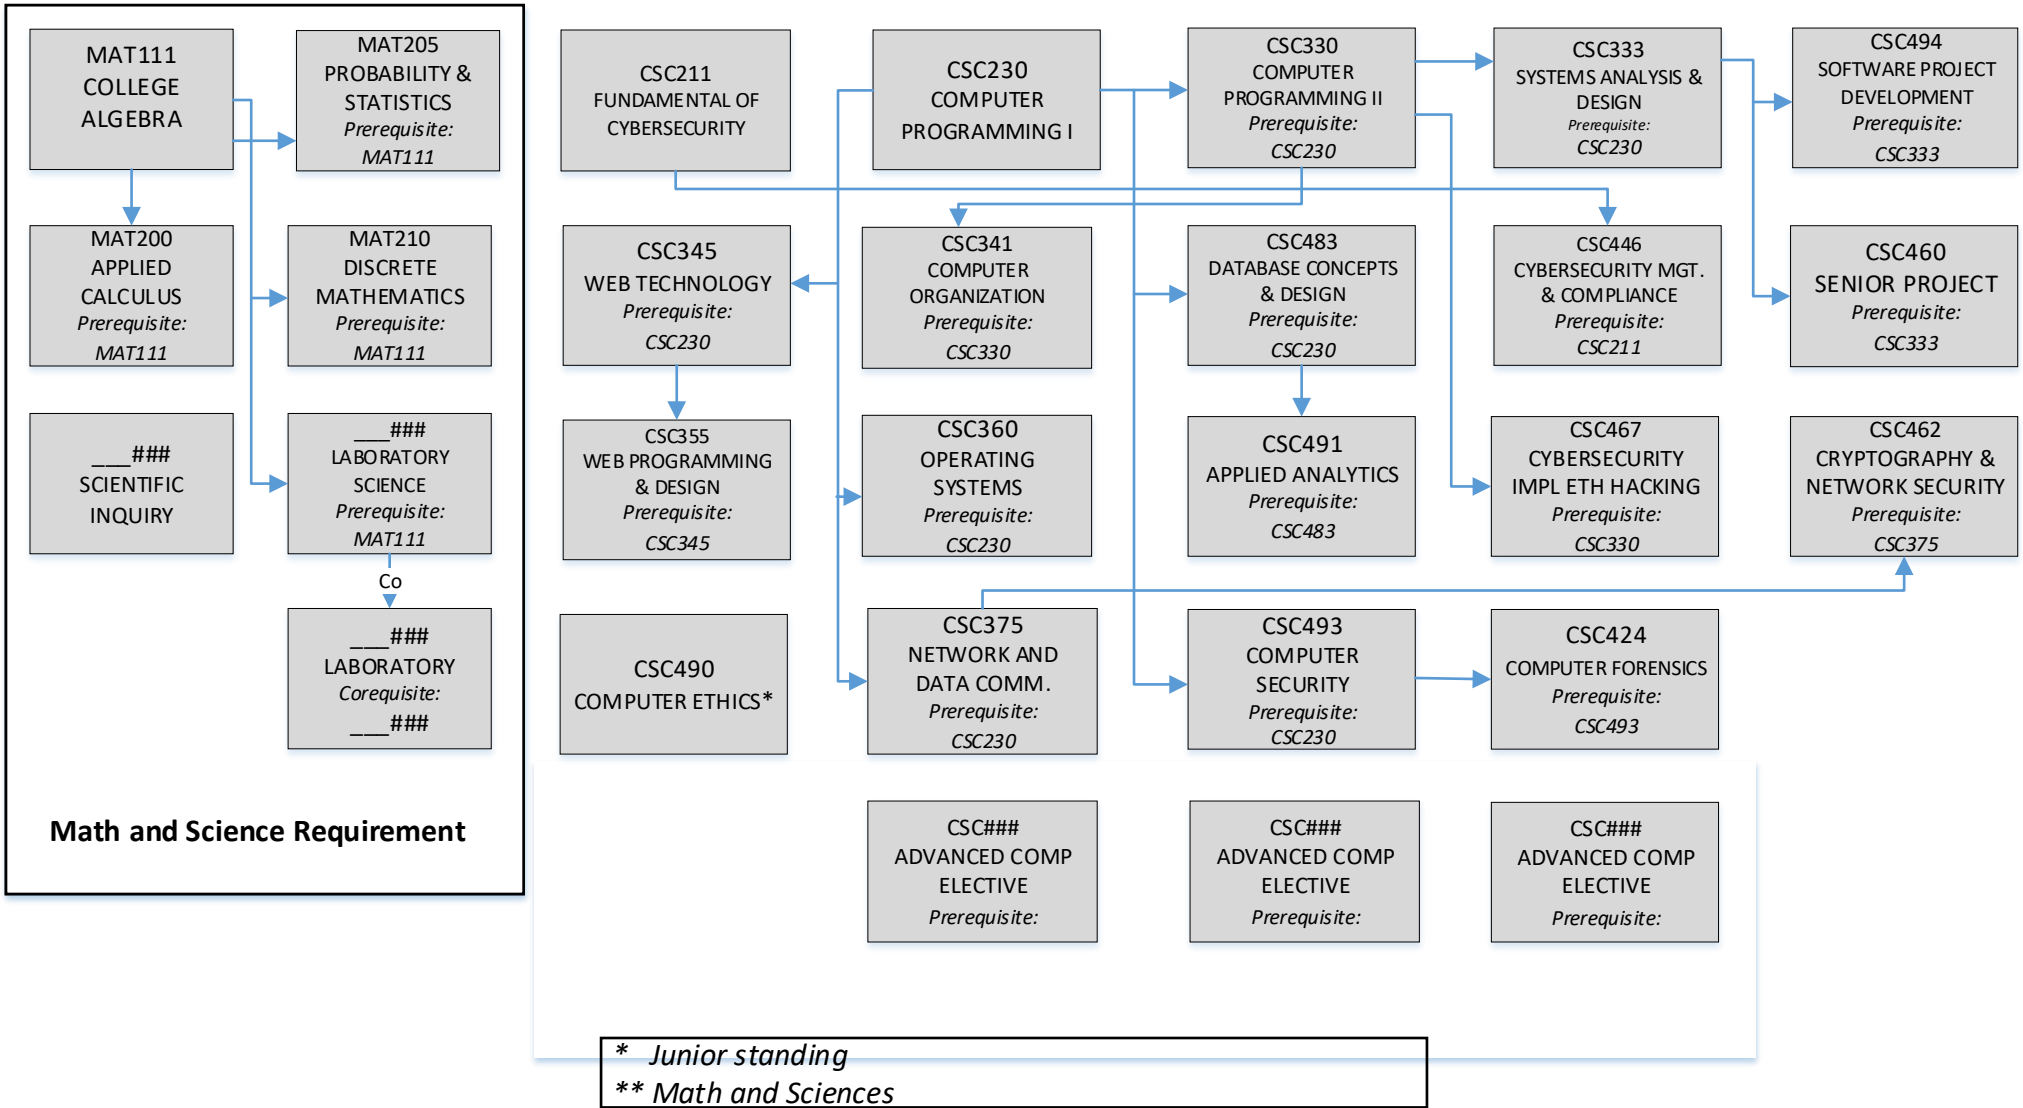 MAT111
COLLEGE
ALGEBRA
MAT205
PROBABILITY &
STATISTICS
Prerequisite:
MAT111
MAT200
APPLIED
CALCULUS
Prerequisite:
MAT111
MAT210
DISCRETE
MATHEMATICS
Prerequisite:
MAT111
___###
SCIENTIFIC
INQUIRY
___###
LABORATORY
SCIENCE
Prerequisite:
MAT111
Co
___###
LABORATORY
Corequisite:
___###
Math and Science Requirement
CSC211
FUNDAMENTAL OF
CYBERSECURITY
CSC230
COMPUTER
PROGRAMMING I
CSC330
COMPUTER
PROGRAMMING II
Prerequisite:
CSC230
CSC333
SYSTEMS ANALYSIS &
DESIGN
Prerequisite:
CSC230
CSC494
SOFTWARE PROJECT
DEVELOPMENT
Prerequisite:
CSC333
CSC345
WEB TECHNOLOGY
Prerequisite:
CSC230
CSC341
COMPUTER
ORGANIZATION
Prerequisite:
CSC330
CSC483
DATABASE CONCEPTS
& DESIGN
Prerequisite:
CSC230
CSC446
CYBERSECURITY MGT.
& COMPLIANCE
Prerequisite:
CSC211
CSC460
SENIOR PROJECT
Prerequisite:
CSC333
CSC355
WEB PROGRAMMING
& DESIGN
Prerequisite:
CSC345
CSC360
OPERATING
SYSTEMS
Prerequisite:
CSC230
CSC491
APPLIED ANALYTICS
Prerequisite:
CSC483
CSC467
CYBERSECURITY
IMPL ETH HACKING
Prerequisite:
CSC330
CSC462
CRYPTOGRAPHY &
NETWORK SECURITY
Prerequisite:
CSC375
CSC490
COMPUTER ETHICS*
CSC375
NETWORK AND
DATA COMM.
Prerequisite:
CSC230
CSC493
COMPUTER
SECURITY
Prerequisite:
CSC230
CSC424
COMPUTER FORENSICS
Prerequisite:
CSC493
CSC###
ADVANCED COMP
ELECTIVE
Prerequisite:
CSC###
ADVANCED COMP
ELECTIVE
Prerequisite:
CSC###
ADVANCED COMP
ELECTIVE
Prerequisite:
* Junior standing
** Math and Sciences